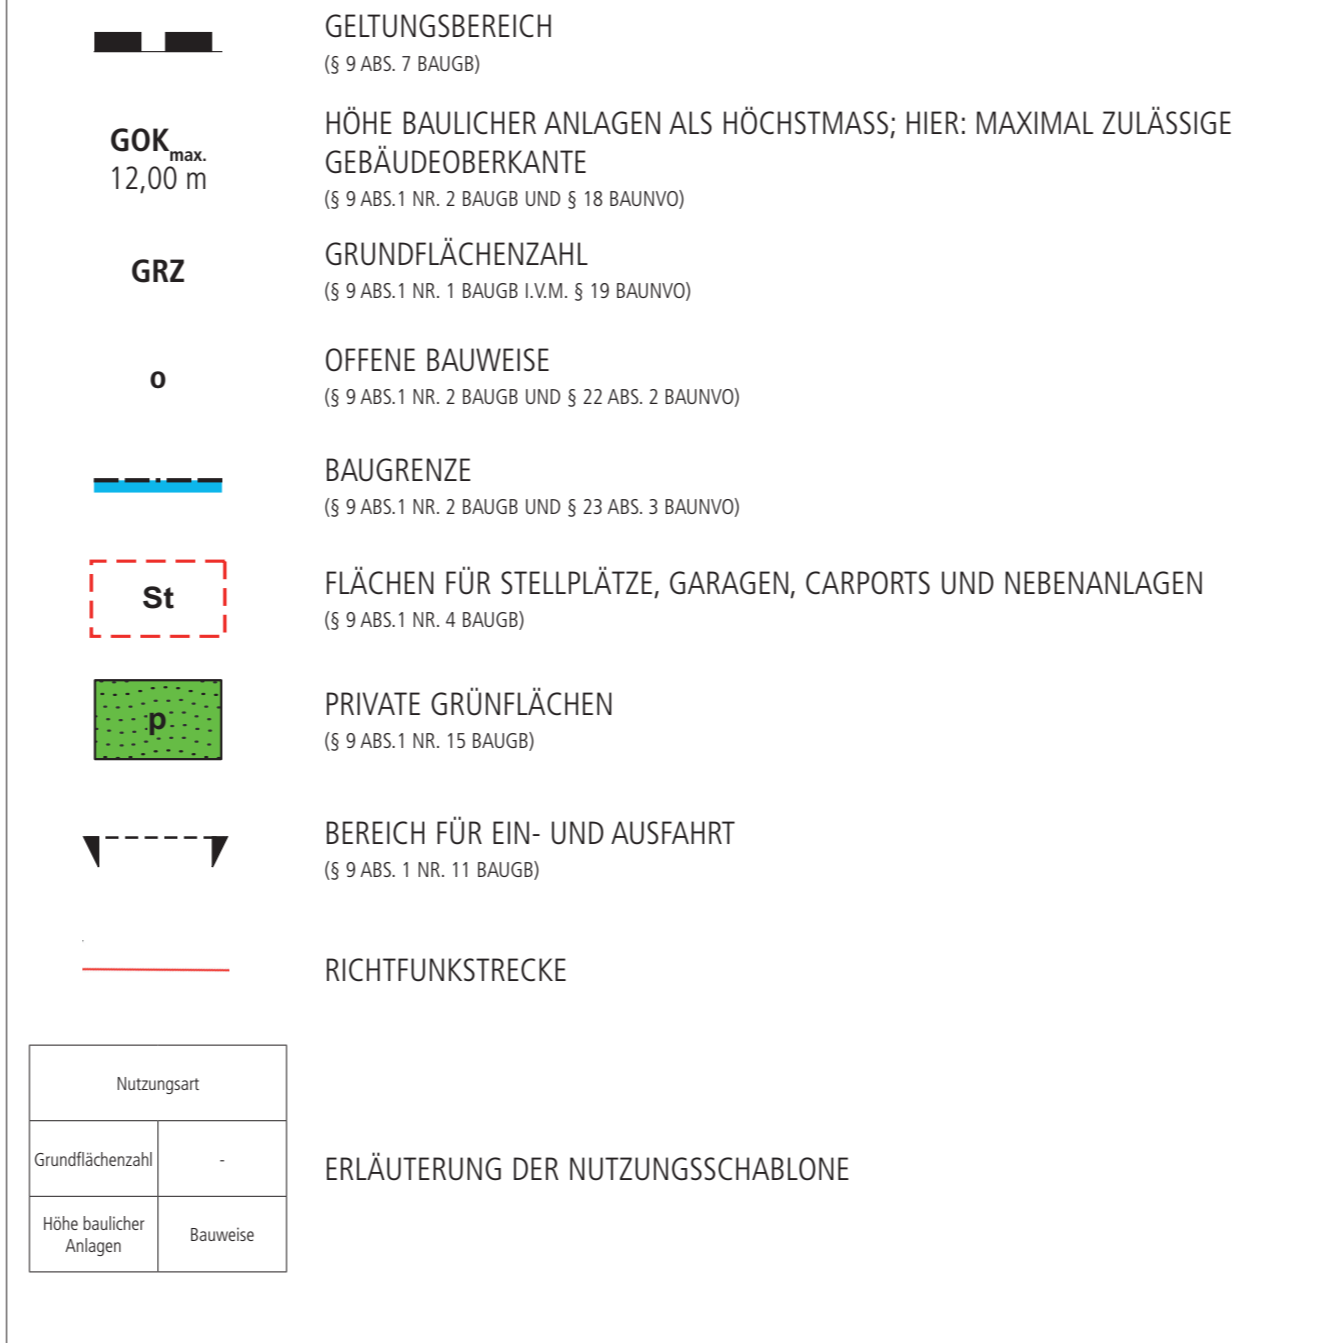 GELTUNGSBEREICH
(§ 9 ABS. 7 BAUGB)
GOKmax.
12,00 m
HÖHE BAULICHER ANLAGEN ALS HÖCHSTMASS; HIER: MAXIMAL ZULÄSSIGE
GEBÄUDEOBERKANTE
(§ 9 ABS.1 NR. 2 BAUGB UND § 18 BAUNVO)
GRZ
GRUNDFLÄCHENZAHL
(§ 9 ABS.1 NR. 1 BAUGB I.V.M. § 19 BAUNVO)
o
OFFENE BAUWEISE
(§ 9 ABS.1 NR. 2 BAUGB UND § 22 ABS. 2 BAUNVO)
BAUGRENZE
(§ 9 ABS.1 NR. 2 BAUGB UND § 23 ABS. 3 BAUNVO)
St
FLÄCHEN FÜR STELLPLÄTZE, GARAGEN, CARPORTS UND NEBENANLAGEN
(§ 9 ABS.1 NR. 4 BAUGB)
p
PRIVATE GRÜNFLÄCHEN
(§ 9 ABS.1 NR. 15 BAUGB)
BEREICH FÜR EIN- UND AUSFAHRT
(§ 9 ABS. 1 NR. 11 BAUGB)
RICHTFUNKSTRECKE
Nutzungsart
Grundflächenzahl -
Höhe baulicher
Anlagen
Bauweise
ERLÄUTERUNG DER NUTZUNGSSCHABLONE